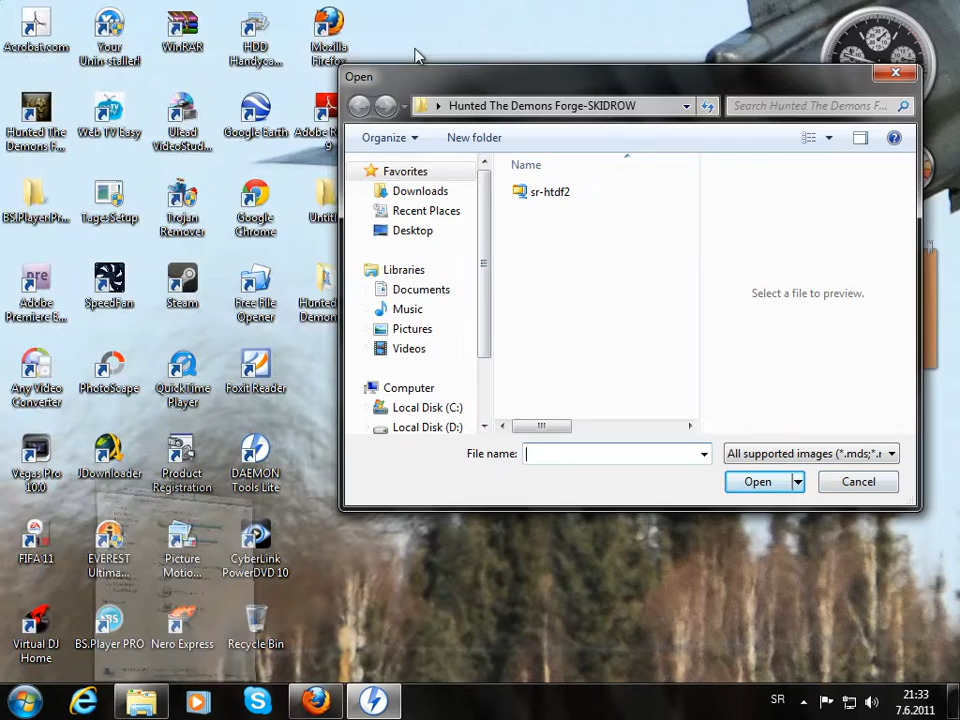 Acrobat.com
Your Unin-staller!
WinRAR
HDD Handyca...
Mozilla Firefox
Hunted The Demons F...
Web TV Easy
Ulead VideoStud...
Google Earth
Adobe R
9
BS.Player.Pr...
TagesSetup
Trojan Remover
Google Chrome
Untitl
Adobe Premiere E...
SpeedFan
Steam
Free File Opener
Hunted
Demon
Any Video Converter
PhotoScape
QuickTime Player
Foxit Reader
Vegas Pro 10.0
JDownloader
Product Registration
DAEMON Tools Lite
FIFA 11
EVEREST Ultima...
Picture Motio...
CyberLink PowerDVD 10
Virtual DJ Home
BS.Player PRO
Nero Express
Recycle Bin
Open
Hunted The Demons Forge-SKIDROW
Search Hunted The Demons F...
Organize
New folder
Favorites
Downloads
Recent Places
Desktop
Libraries
Documents
Music
Pictures
Videos
Computer
Local Disk (C:)
Local Disk (D:)
Name
sr-htdf2
Select a file to preview.
File name:
All supported images (*.mds;*.r
Open
Cancel
SR
21:33
7.6.2011